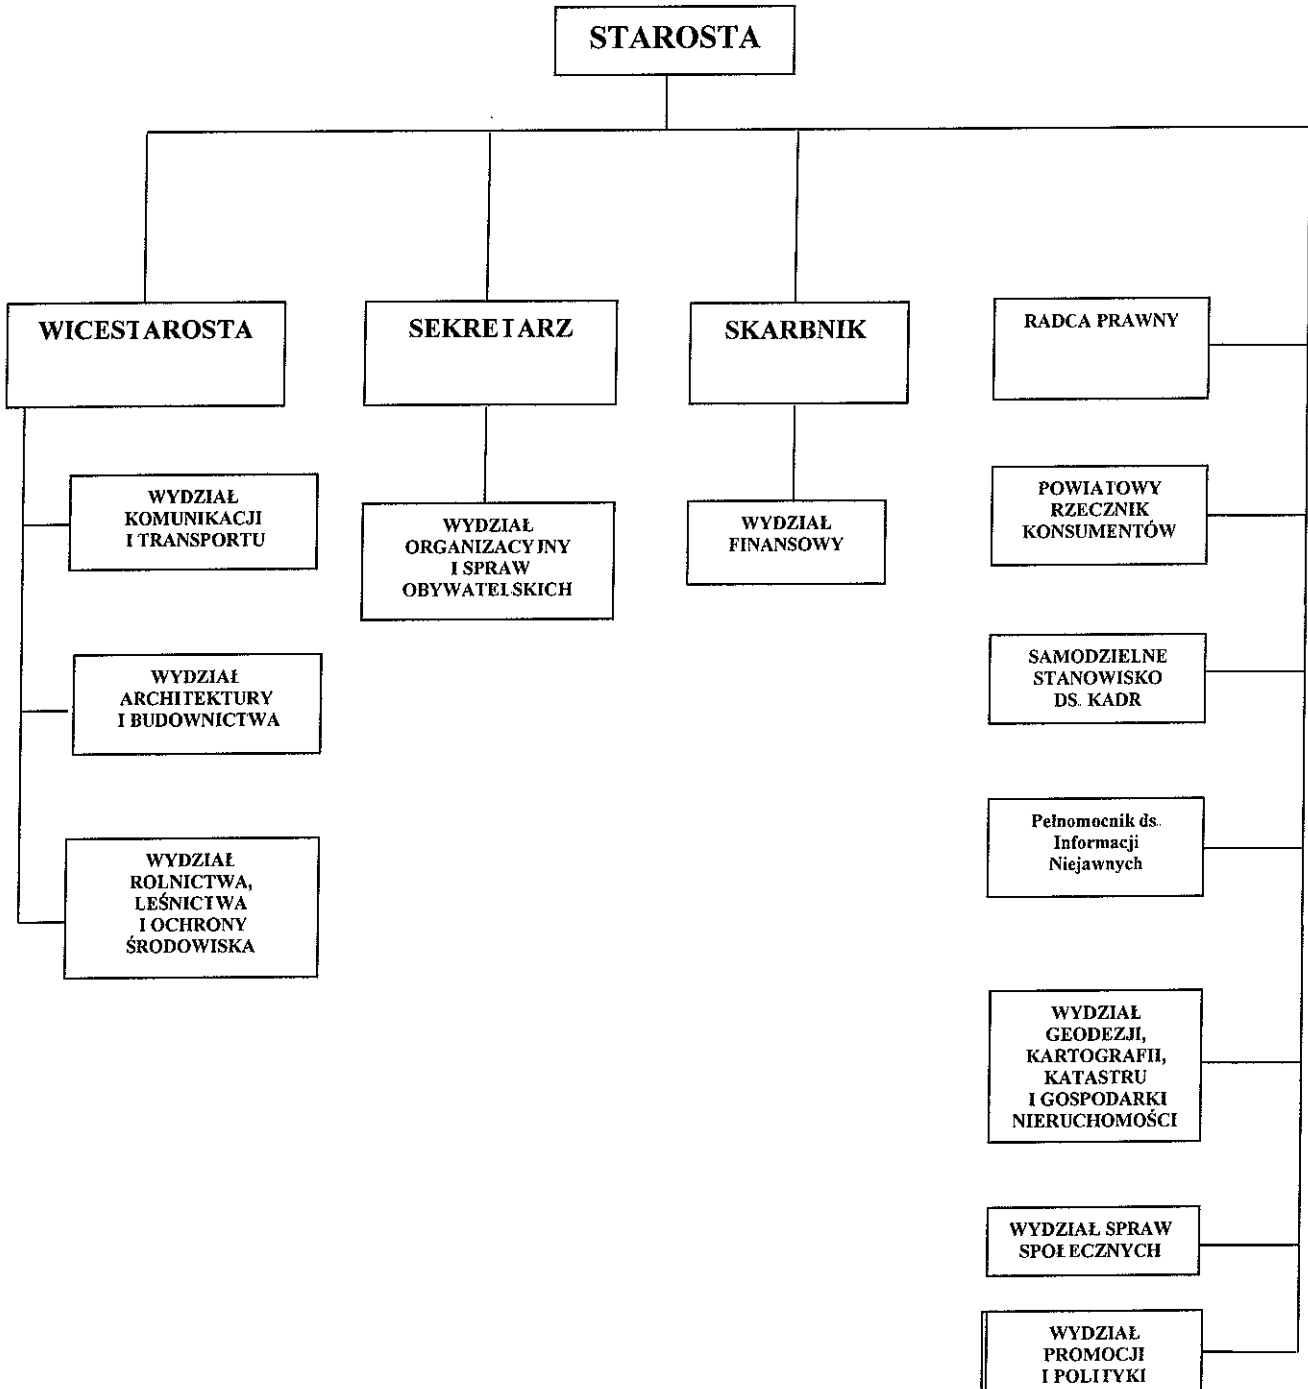 STAROSTA
WICESTAROSTA
SEKRETARZ
SKARBNIK
RADCA PRAWNY
WYDZIAŁ
KOMUNIKACJI
I TRANSPORTU
WYDZIAŁ
ORGANIZACYJNY
I SPRAW
OBYWATELSKICH
WYDZIAŁ
FINANSOWY
POWIATOWY
RZECZNIK
KONSUMENTÓW
WYDZIAŁ
ARCHITEKTURY
I BUDOWNICTWA
SAMODZIELNE
STANOWISKO
DS. KADR
WYDZIAŁ
ROLNICTWA,
LEŚNICTWA
I OCHRONY
ŚRODOWISKA
Pełnomocnik ds.
Informacji
Niejawnych
WYDZIAŁ
GEODEZJI,
KARTOGRAFII,
KATASTRU
I GOSPODARKI
NIERUCHOMOŚCI
WYDZIAŁ SPRAW
SPOŁECZNYCH
WYDZIAŁ
PROMOCJI
I POLITYKI